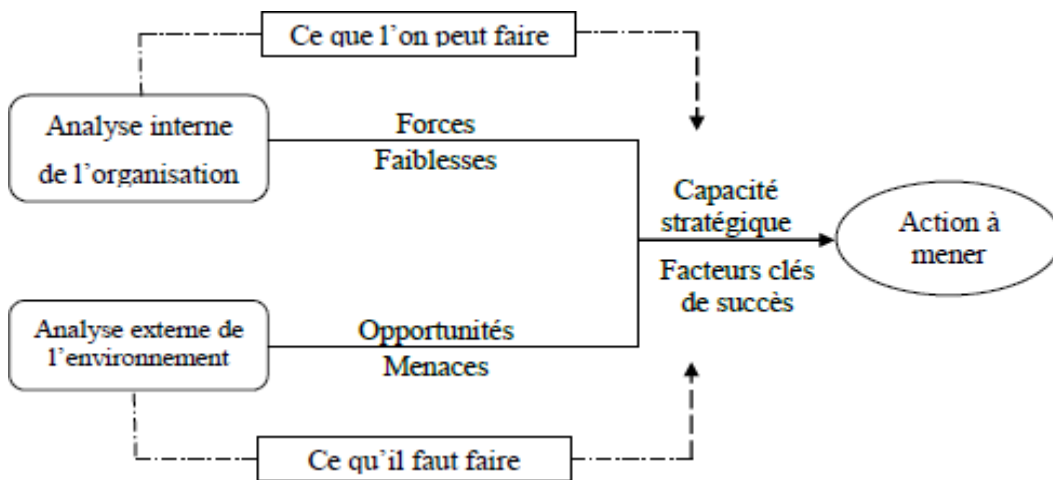 Ce que l'on peut faire
Analyse interne
de l'organisation
Forces
Faiblesses
Capacité
stratégique
Facteurs clés
de succès
Action à
mener
Analyse externe de
l'environnement
Opportunités
Menaces
Ce qu'il faut faire